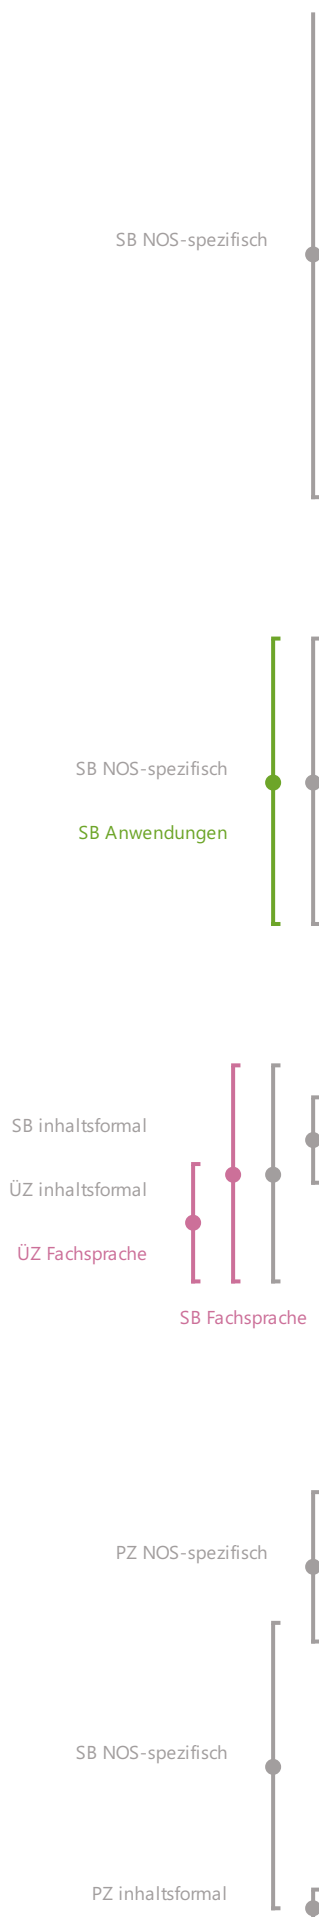 SB NOS-spezifisch
SB NOS-spezifisch
SB Anwendungen
SB inhaltsformal
ÜZ inhaltsformal
ÜZ Fachsprache
SB Fachsprache
PZ NOS-spezifisch
SB NOS-spezifisch
PZ inhaltsformal